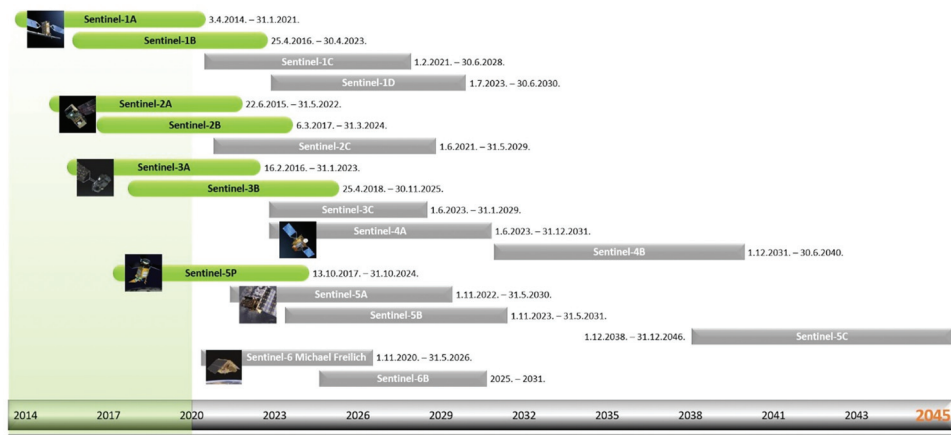 Sentinel-1A 3.4.2014. – 31.1.2021.
Sentinel-1B 25.4.2016. – 30.4.2023.
Sentinel-1C 1.2.2021. – 30.6.2028.
Sentinel-1D 1.7.2023. – 30.6.2030.
Sentinel-2A 22.6.2015. – 31.5.2022.
Sentinel-2B 6.3.2017. – 31.3.2024.
Sentinel-2C 1.6.2021. – 31.5.2029.
Sentinel-3A 16.2.2016. – 31.1.2023.
Sentinel-3B 25.4.2018. – 30.11.2025.
Sentinel-3C 1.6.2023. – 31.1.2029.
Sentinel-4A 1.6.2023. – 31.12.2031.
Sentinel-4B 1.12.2031. – 30.6.2040.
Sentinel-5P 13.10.2017. – 31.10.2024.
Sentinel-5A 1.11.2022. – 31.5.2030.
Sentinel-5B 1.11.2023. – 31.5.2031.
1.12.2038. – 31.12.2046. Sentinel-5C
Sentinel-6 Michael Freilich 1.11.2020. – 31.5.2026.
Sentinel-6B 2025. – 2031.
2014 2017 2020 2023 2026 2029 2032 2035 2038 2041 2043 2045